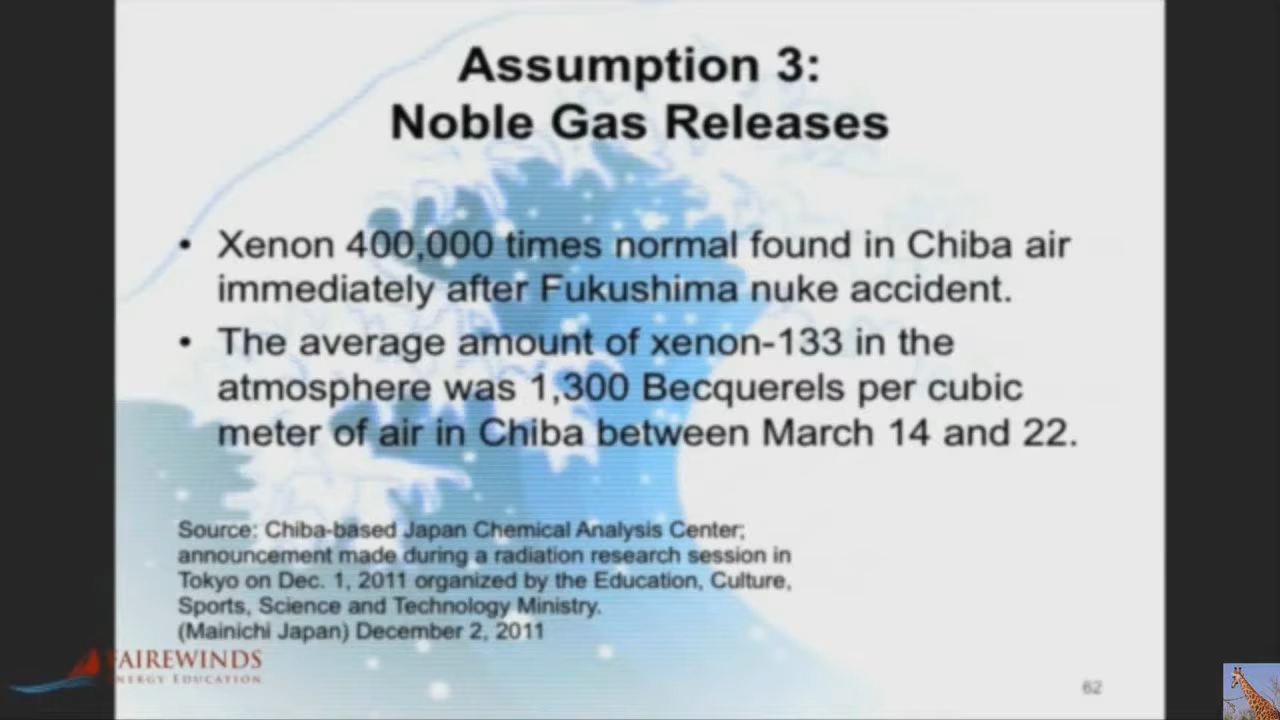 Assumption 3:
Noble Gas Releases
• Xenon 400,000 times normal found in Chiba air
immediately after Fukushima nuke accident.
• The average amount of xenon-133 in the
atmosphere was 1,300 Becquerels per cubic
meter of air in Chiba between March 14 and 22.
Source: Chiba-based Japan Chemical Analysis Center;
announcement made during a radiation research session in
Tokyo on Dec. 1, 2011 organized by the Education, Culture,
Sports, Science and Technology Ministry.
(Mainichi Japan) December 2, 2011
FAIREWINDS
ENERGY EDUCATION
62